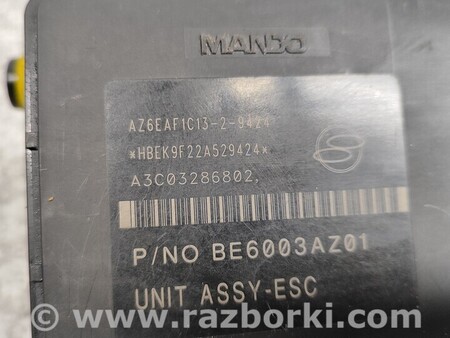 MANDO
AZ6EAF1C13-2-9424
*HBEK9F22A529424*
A3C03286802,
P/NO BE6003AZ01
UNIT ASSY-ESC
© www.razborki.com